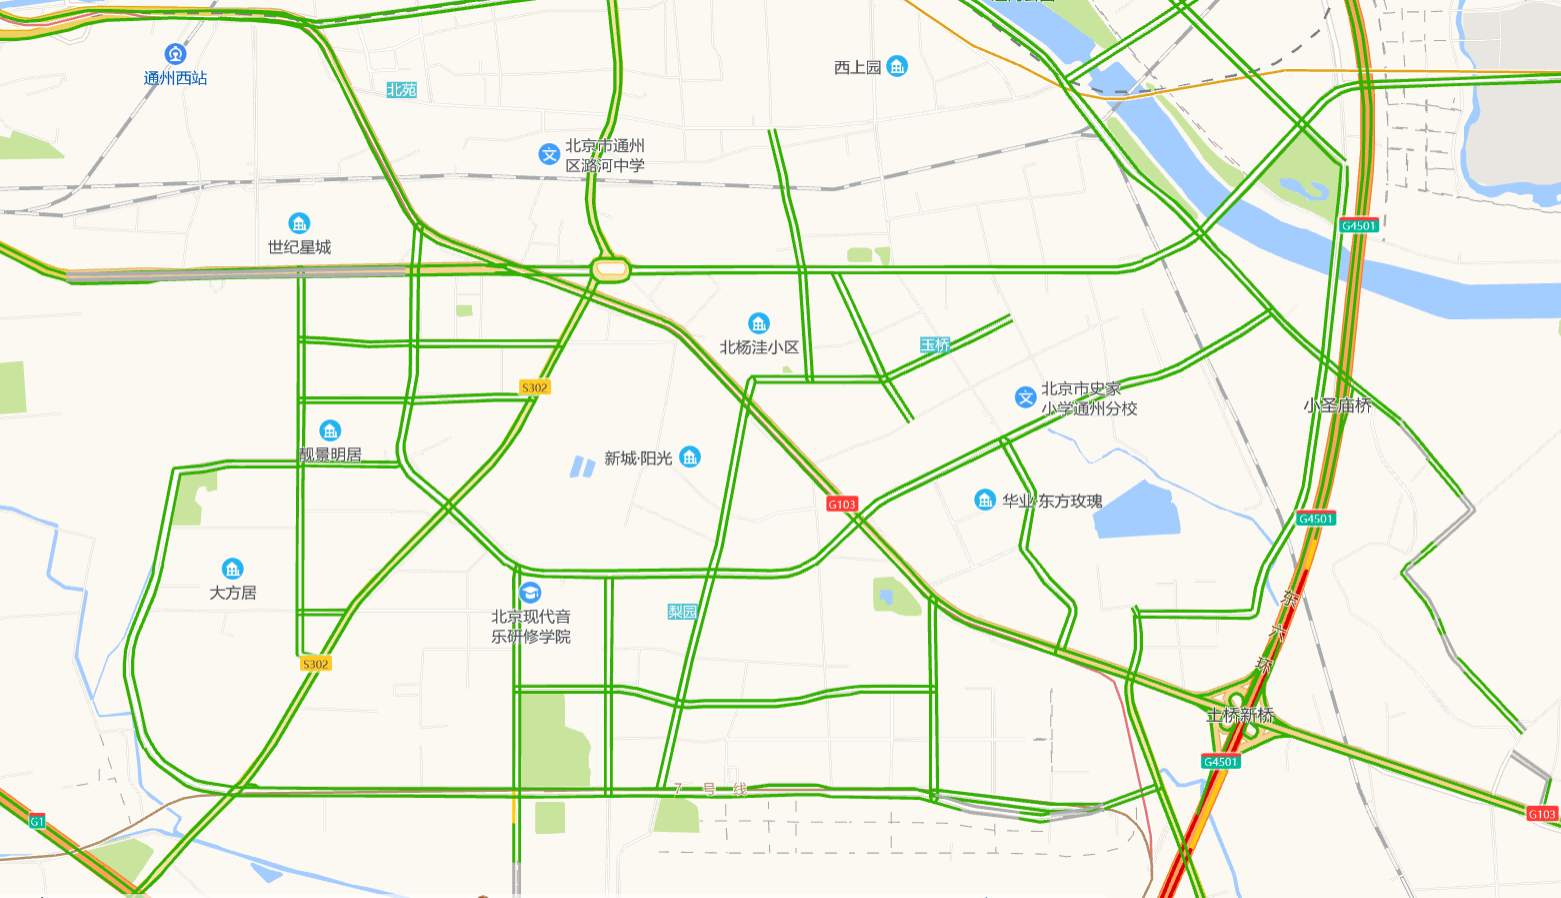 通州西站
北苑
西上园
北京市通州
区潞河中学
世纪星城
G4501
北杨洼小区
玉桥
S302
北京市史家
小学通州分校
小圣庙桥
靓景明居
新城·阳光
G103
华业·东方玫瑰
G4501
大方居
北京现代音
乐研修学院
梨园
东
六
环
S302
土桥新桥
G4501
7号线
G1
G103